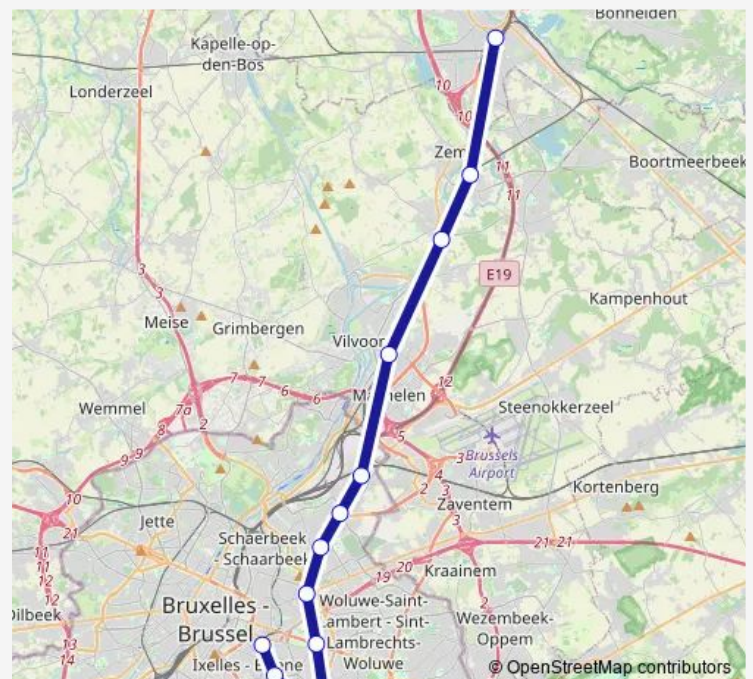 Bonheiden
Kapelle-op-
den-Bos
Londerzeel
10
10
Zem
Boortmeerbeek
11
11
E19
3
3
Kampenhout
Meise
Grimbergen
Vilvoor
7
7
6
6
12
Wemmel
7a
8
2
Steenokkerzeel
5
9
9
Brussels
Airport
3
4
3
2
3
Kortenberg
10
21
Jette
Zaventem
3
Schaerbeek
- Schaarbeek
11
11
12
12
21
21
19
20
Kraainem
Dilbeek
Bruxelles -
Brussel
Woluwe-Saint-
Lambert - Sint-
Lambrechts-
Woluwe
2
Wezembeek-
Oppem
13
14
Ixelles -
© OpenStreetMap contributors